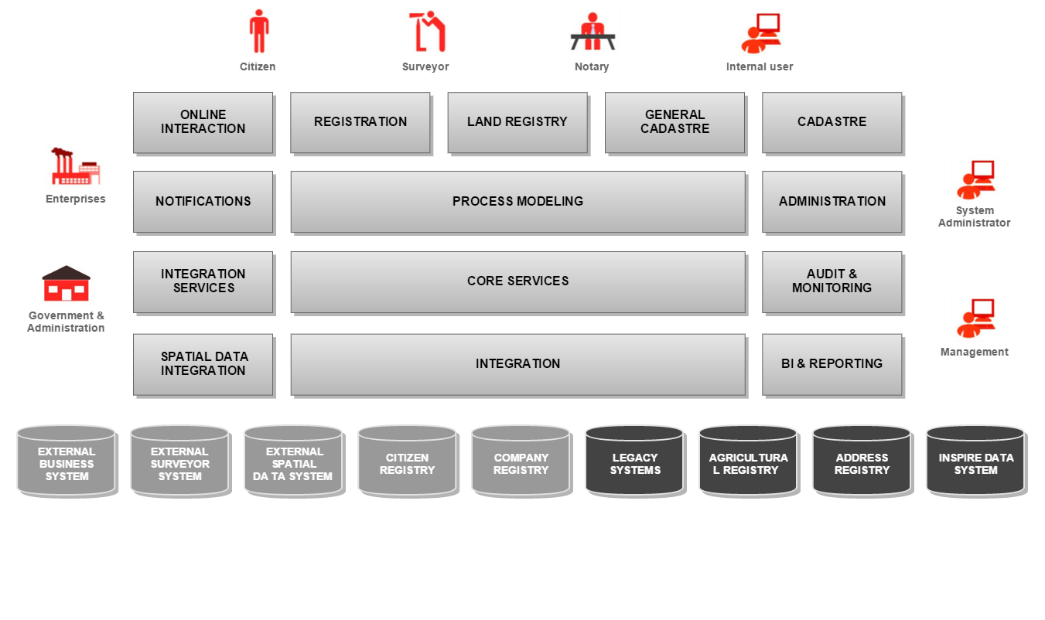 Citizen
Surveyor
Notary
Internal user
ONLINE
INTERACTION
REGISTRATION
LAND REGISTRY
GENERAL
CADASTRE
CADASTRE
Enterprises
NOTIFICATIONS
PROCESS MODELING
ADMINISTRATION
System
Administrator
Government &
Administration
INTEGRATION
SERVICES
CORE SERVICES
AUDIT &
MONITORING
Management
SPATIAL DATA
INTEGRATION
INTEGRATION
BI & REPORTING
EXTERNAL
BUSINESS
SYSTEM
EXTERNAL
SURVEYOR
SYSTEM
EXTERNAL
SPATIAL
DA TA SYSTEM
CITIZEN
REGISTRY
COMPANY
REGISTRY
LEGACY
SYSTEMS
AGRICULTURA
L REGISTRY
ADDRESS
REGISTRY
INSPIRE DATA
SYSTEM